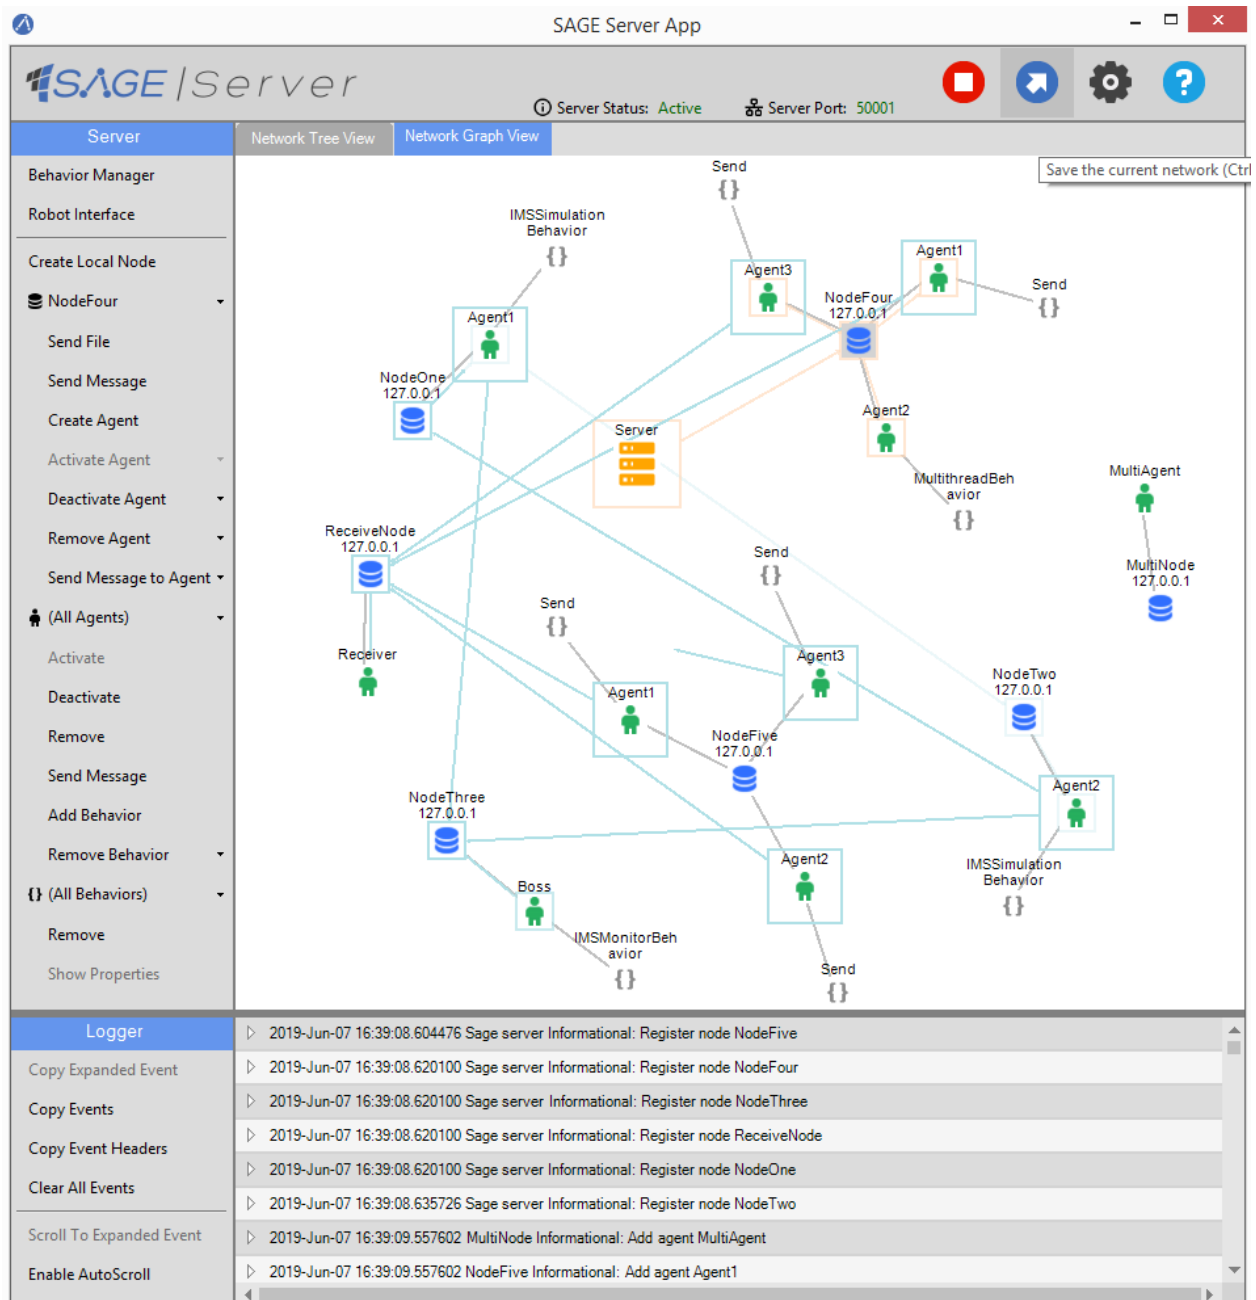 SAGE Server App
SAGE | Server
Server Status: Active
Server Port: 50001
Server
Network Tree View
Network Graph View
Save the current network (Ctrl
Behavior Manager
Robot Interface
Create Local Node
NodeFour
Send File
Send Message
Create Agent
Activate Agent
Deactivate Agent
Remove Agent
Send Message to Agent
(All Agents)
Activate
Deactivate
Remove
Send Message
Add Behavior
Remove Behavior
{} (All Behaviors)
Remove
Show Properties
Send
{}
IMSSimulation
Behavior
{}
Agent3
Agent1
NodeFour
127.0.0.1
Send
{}
Agent1
NodeOne
127.0.0.1
Server
Agent2
MultithreadBeh
avior
{}
MultiAgent
MultiNode
127.0.0.1
ReceiveNode
127.0.0.1
Receiver
Send
{}
Send
{}
Agent3
Agent1
NodeFive
127.0.0.1
NodeTwo
127.0.0.1
Agent2
IMSSimulation
Behavior
{}
NodeThree
127.0.0.1
Boss
IMSMonitorBeh
avior
{}
Agent2
Send
{}
Logger
Copy Expanded Event
Copy Events
Copy Event Headers
Clear All Events
Scroll To Expanded Event
Enable AutoScroll
2019-Jun-07 16:39:08.604476 Sage server Informational: Register node NodeFive
2019-Jun-07 16:39:08.620100 Sage server Informational: Register node NodeFour
2019-Jun-07 16:39:08.620100 Sage server Informational: Register node NodeThree
2019-Jun-07 16:39:08.620100 Sage server Informational: Register node ReceiveNode
2019-Jun-07 16:39:08.620100 Sage server Informational: Register node NodeOne
2019-Jun-07 16:39:08.635726 Sage server Informational: Register node NodeTwo
2019-Jun-07 16:39:09.557602 MultiNode Informational: Add agent MultiAgent
2019-Jun-07 16:39:09.557602 NodeFive Informational: Add agent Agent1